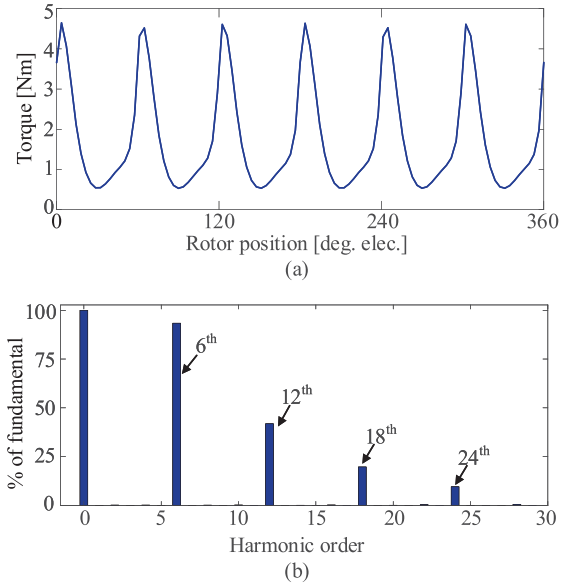 5
4
3
2
1
0
Torque [Nm]
0 120 240 360
Rotor position [deg. elec.]
(a)
100
75
50
25
0
% of fundamental
6th
12th
18th
24th
0 5 10 15 20 25 30
Harmonic order
(b)